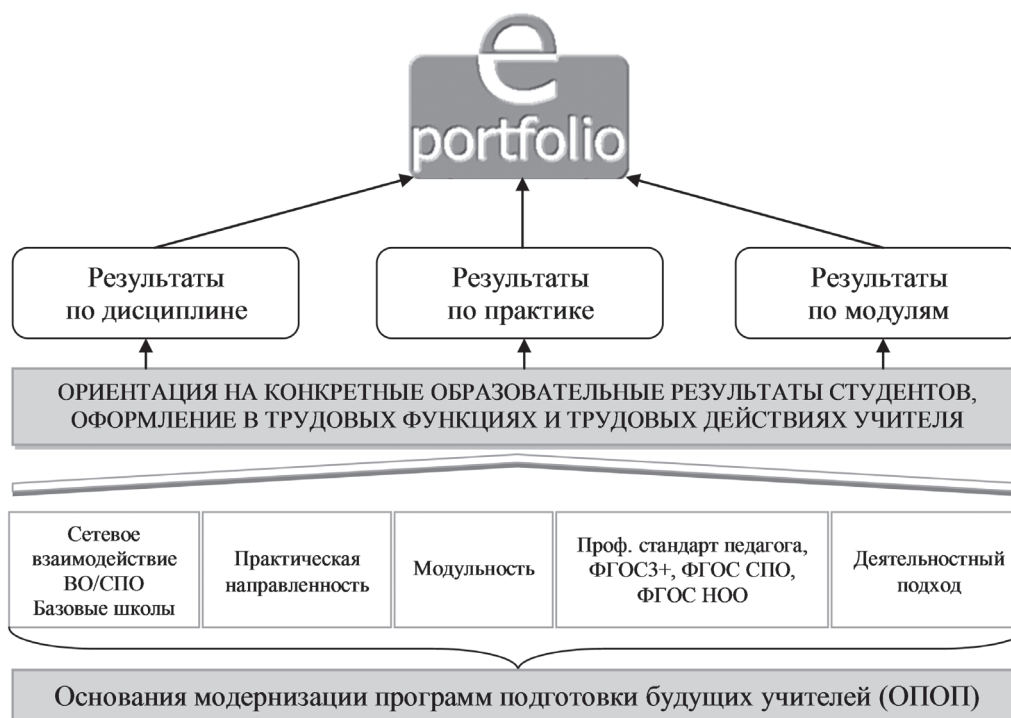 e
portfolio
Результаты
по дисциплине
Результаты
по практике
Результаты
по модулям
ОРИЕНТАЦИЯ НА КОНКРЕТНЫЕ ОБРАЗОВАТЕЛЬНЫЕ РЕЗУЛЬТАТЫ СТУДЕНТОВ,
ОФОРМЛЕНИЕ В ТРУДОВЫХ ФУНКЦИЯХ И ТРУДОВЫХ ДЕЙСТВИЯХ УЧИТЕЛЯ
Сетевое
взаимодействие
ВО/СПО
Базовые школы
Практическая
направленность
Модульность
Проф. стандарт педагога,
ФГОС3+, ФГОС СПО,
ФГОС НОО
Деятельностный
подход
Основания модернизации программ подготовки будущих учителей (ОПОП)